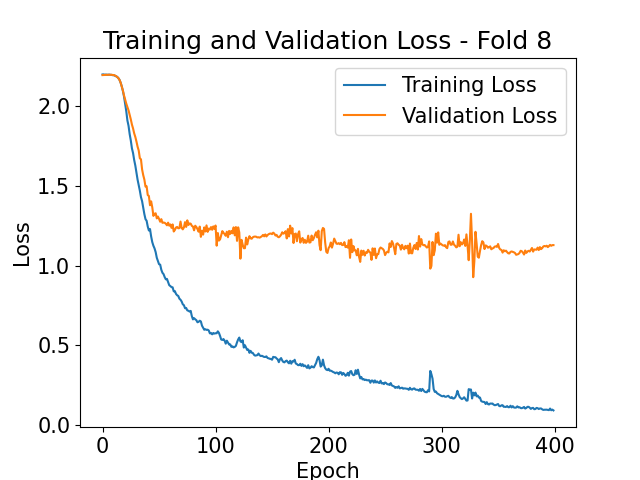 Training and Validation Loss - Fold 8
Training Loss
Validation Loss
Loss
2.0
1.5
1.0
0.5
0.0
0 100 200 300 400
Epoch